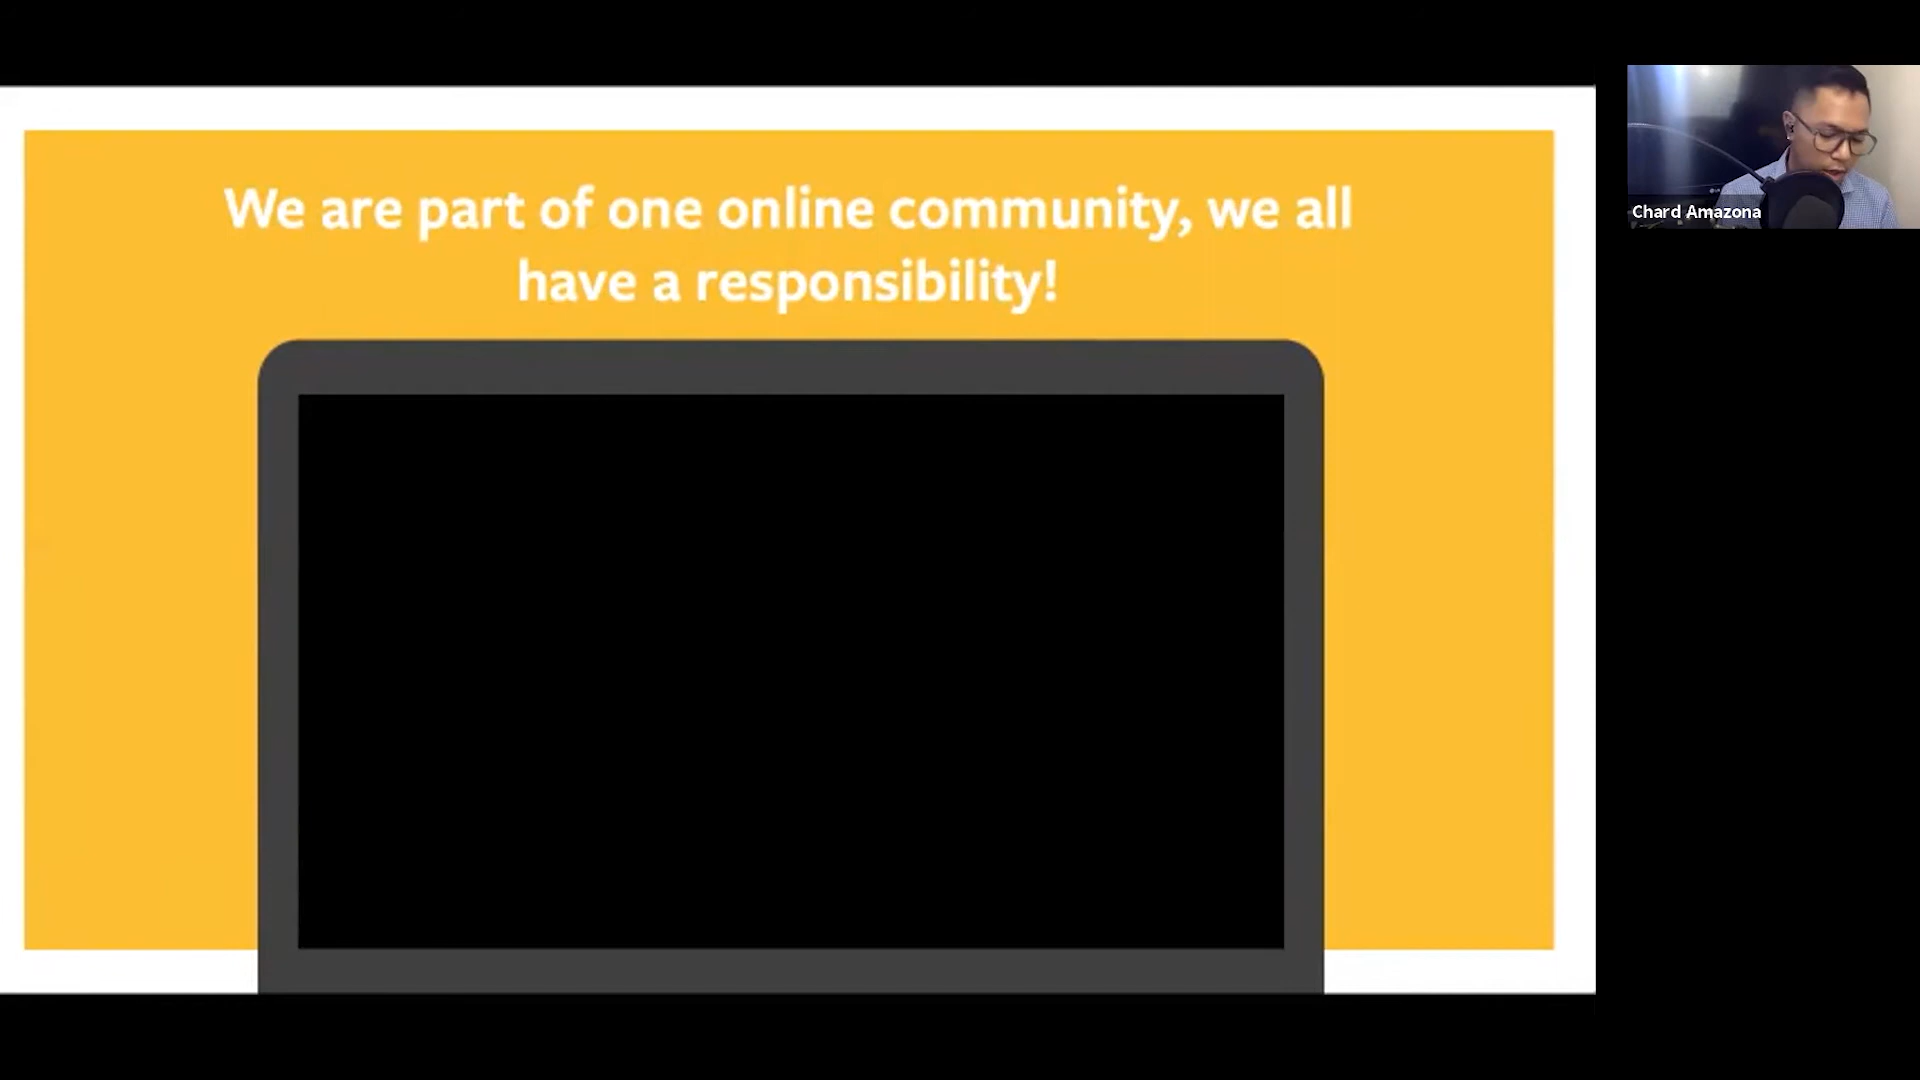 We are part of one online community, we all
have a responsibility!
Chard Amazona